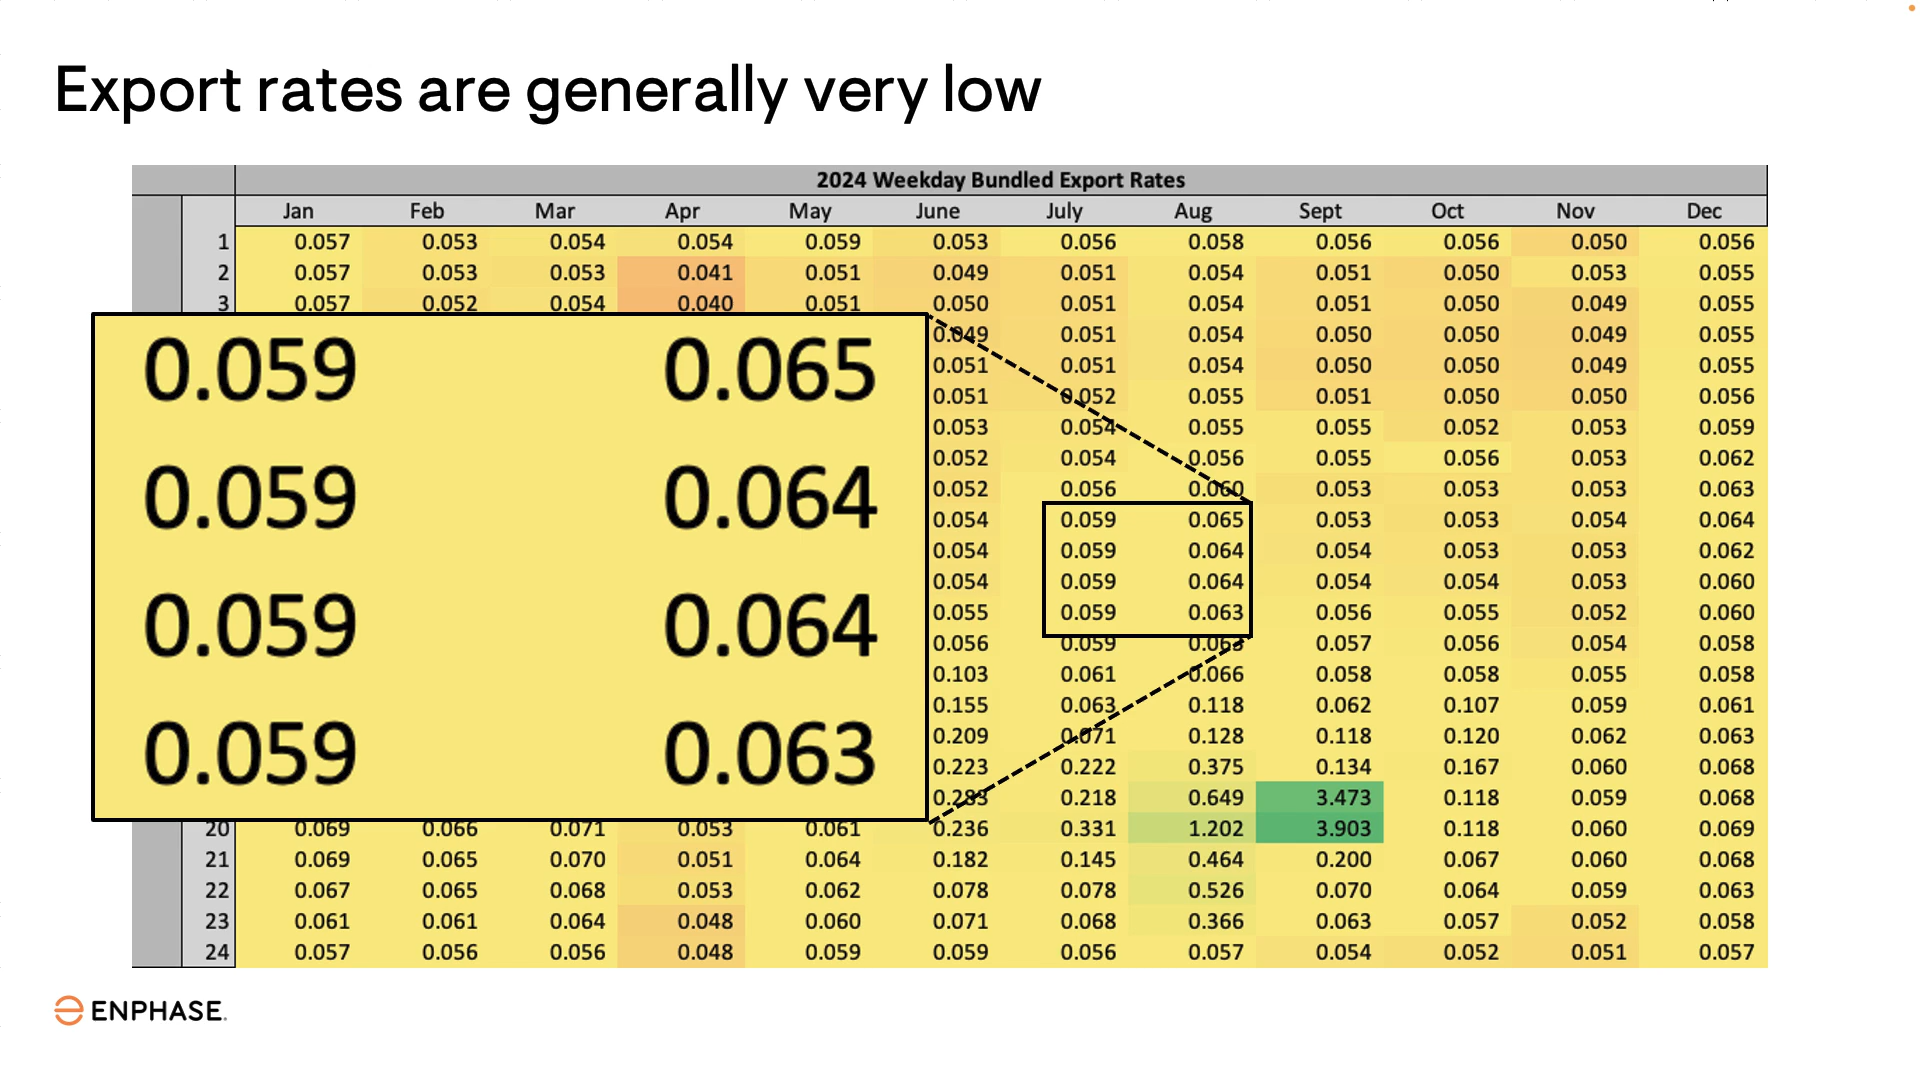 Export rates are generally very low
2024 Weekday Bundled Export Rates
Jan Feb Mar Apr May June July Aug Sept Oct Nov Dec
1 0.057 0.053 0.054 0.054 0.059 0.053 0.056 0.058 0.056 0.056 0.050 0.056
2 0.057 0.053 0.053 0.041 0.051 0.049 0.051 0.054 0.051 0.050 0.053 0.055
3 0.057 0.052 0.054 0.040 0.051 0.050 0.051 0.054 0.051 0.050 0.049 0.055
0.049 0.051 0.054 0.050 0.050 0.049 0.055
0.051 0.051 0.054 0.050 0.050 0.049 0.055
0.051 0.052 0.055 0.051 0.050 0.050 0.056
0.053 0.054 0.055 0.055 0.052 0.053 0.059
0.052 0.054 0.056 0.055 0.056 0.053 0.062
0.052 0.056 0.060 0.053 0.053 0.053 0.063
0.054 0.059 0.065 0.053 0.053 0.054 0.064
0.054 0.059 0.064 0.054 0.053 0.053 0.062
0.054 0.059 0.064 0.054 0.054 0.053 0.060
0.055 0.059 0.063 0.056 0.055 0.052 0.060
0.056 0.059 0.063 0.057 0.056 0.054 0.058
0.103 0.061 0.066 0.058 0.058 0.055 0.058
0.155 0.063 0.118 0.062 0.107 0.059 0.061
0.209 0.071 0.128 0.118 0.120 0.062 0.063
0.223 0.222 0.375 0.134 0.167 0.060 0.068
0.283 0.218 0.649 3.473 0.118 0.059 0.068
20 0.069 0.066 0.071 0.053 0.061 0.236 0.331 1.202 3.903 0.118 0.060 0.069
21 0.069 0.065 0.070 0.051 0.064 0.182 0.145 0.464 0.200 0.067 0.060 0.068
22 0.067 0.065 0.068 0.053 0.062 0.078 0.078 0.526 0.070 0.064 0.059 0.063
23 0.061 0.061 0.064 0.048 0.060 0.071 0.068 0.366 0.063 0.057 0.052 0.058
24 0.057 0.056 0.056 0.048 0.059 0.059 0.056 0.057 0.054 0.052 0.051 0.057
0.059 0.065
0.059 0.064
0.059 0.064
0.059 0.063
ENPHASE.